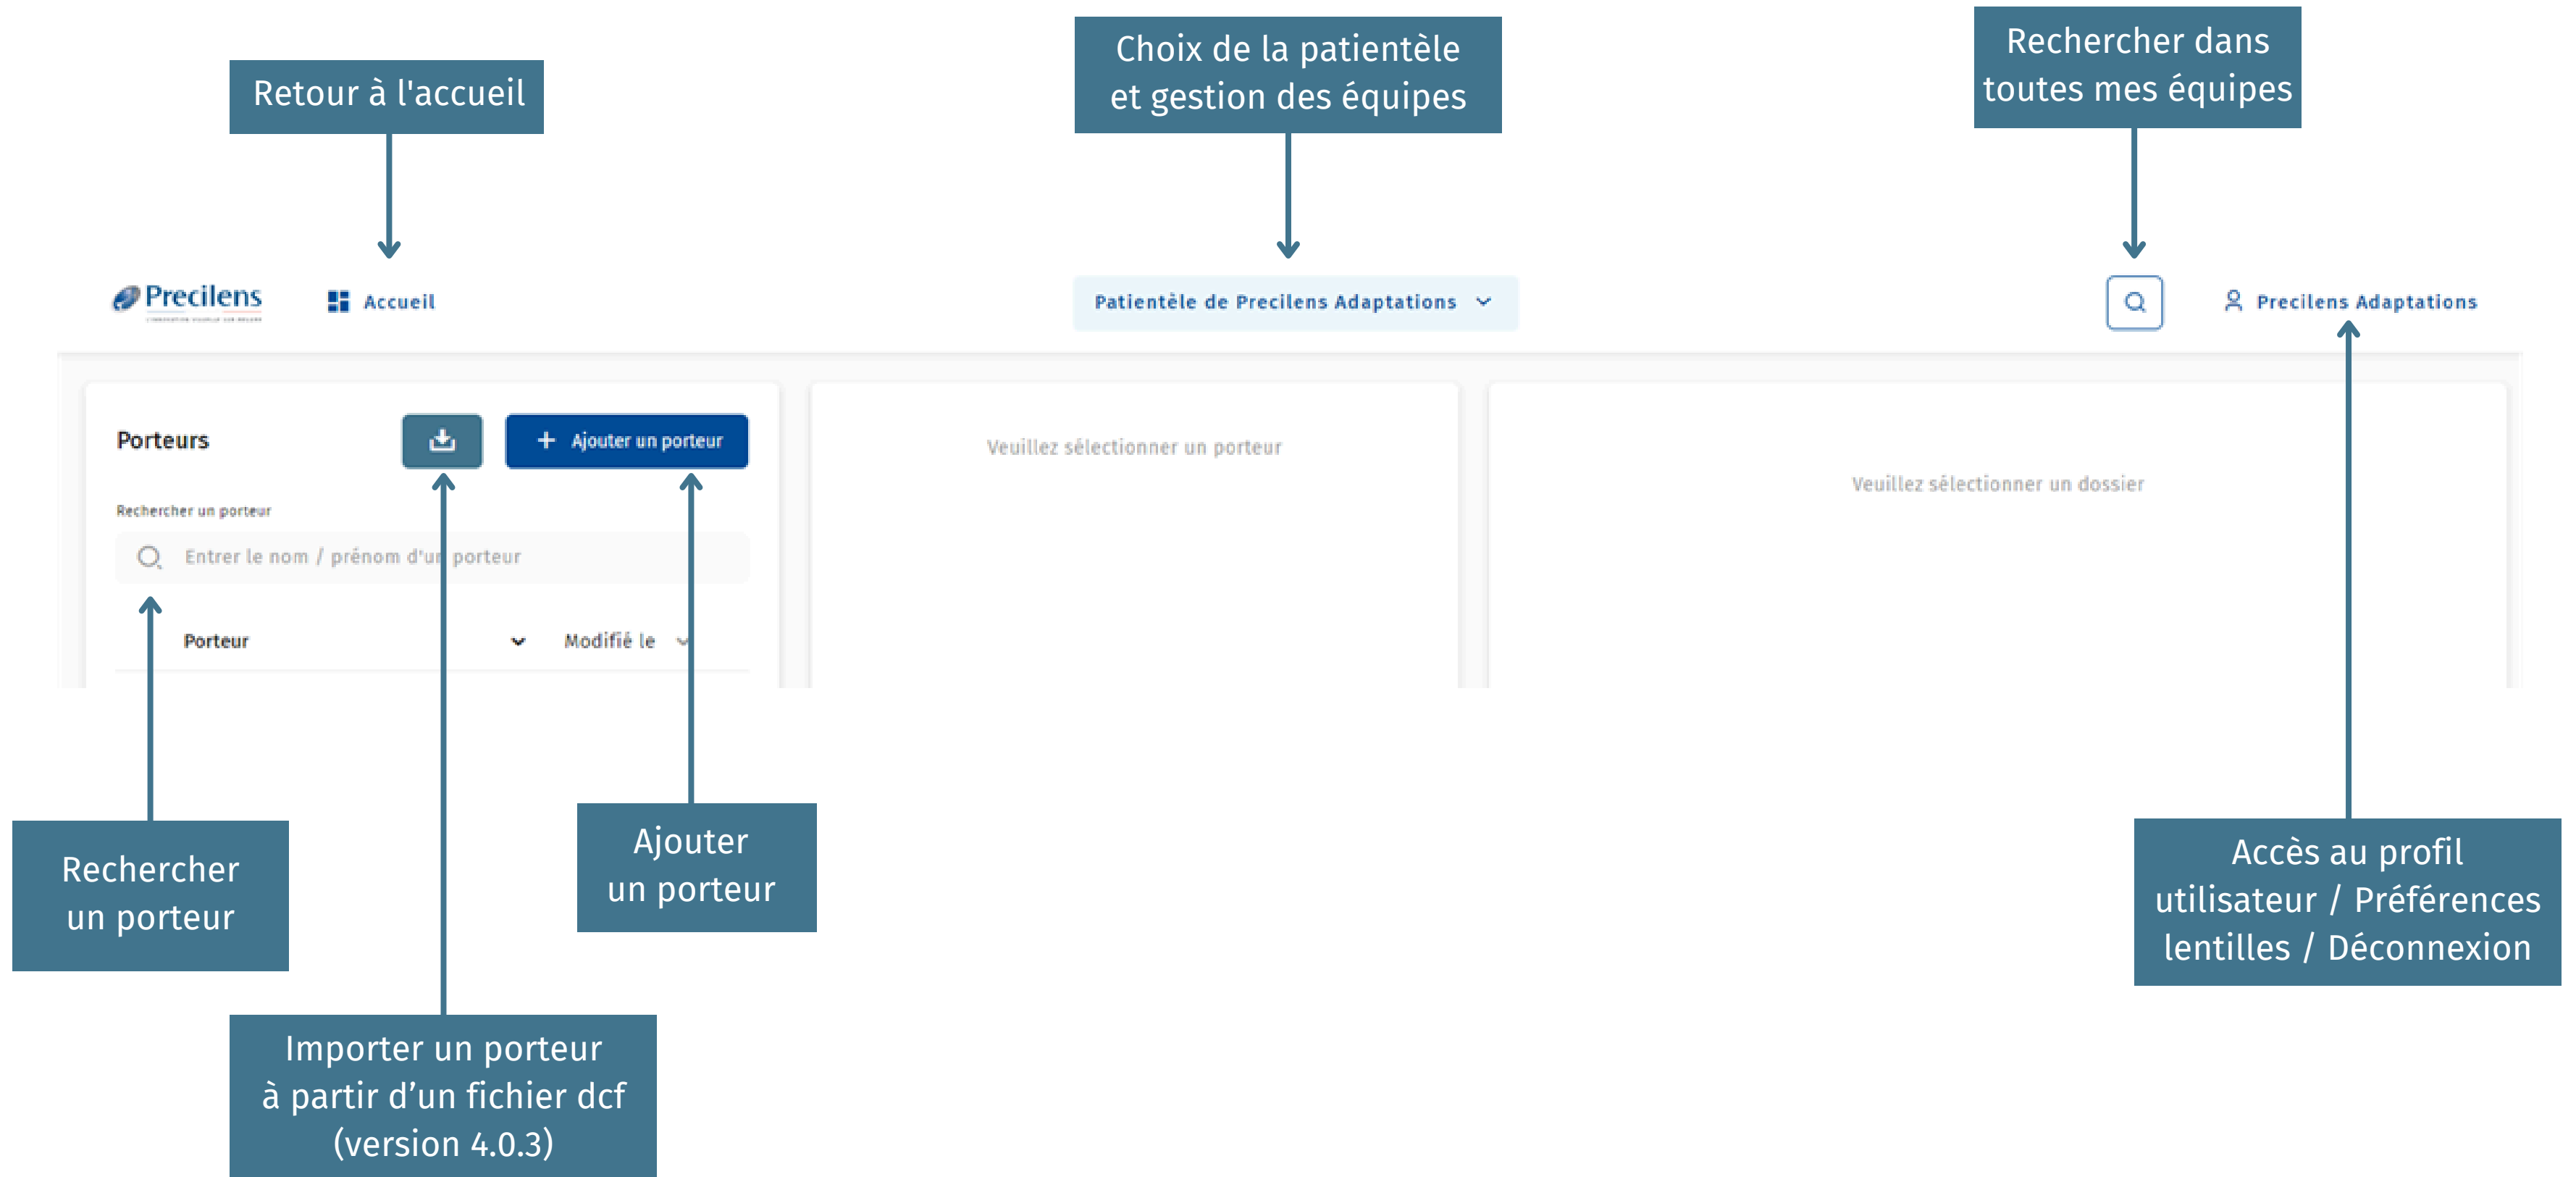 Retour à l'accueil
Choix de la patientèle
et gestion des équipes
Rechercher dans
toutes mes équipes
Precilens
Accueil
Patientèle de Precilens Adaptations
Precilens Adaptations
Porteurs
Ajouter un porteur
Veuillez sélectionner un porteur
Veuillez sélectionner un dossier
Rechercher un porteur
Entrer le nom / prénom d'un porteur
Porteur
Modifié le
Rechercher
un porteur
Ajouter
un porteur
Accès au profil
utilisateur / Préférences
lentilles / Déconnexion
Importer un porteur
à partir d’un fichier dcf
(version 4.0.3)